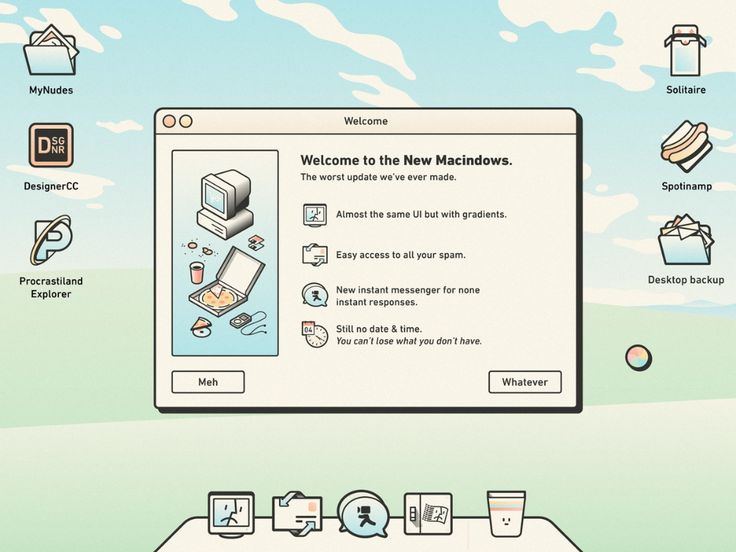 Welcome
MyNudes
Solitaire
D SG
NR
DesignerCC
Spotinamp
Procrastiland
Explorer
Desktop backup
Welcome to the New Macindows.
The worst update we've ever made.
Almost the same UI but with gradients.
Easy access to all your spam.
New instant messenger for none
instant responses.
04
Still no date & time.
You can't lose what you don't have.
Meh
Whatever